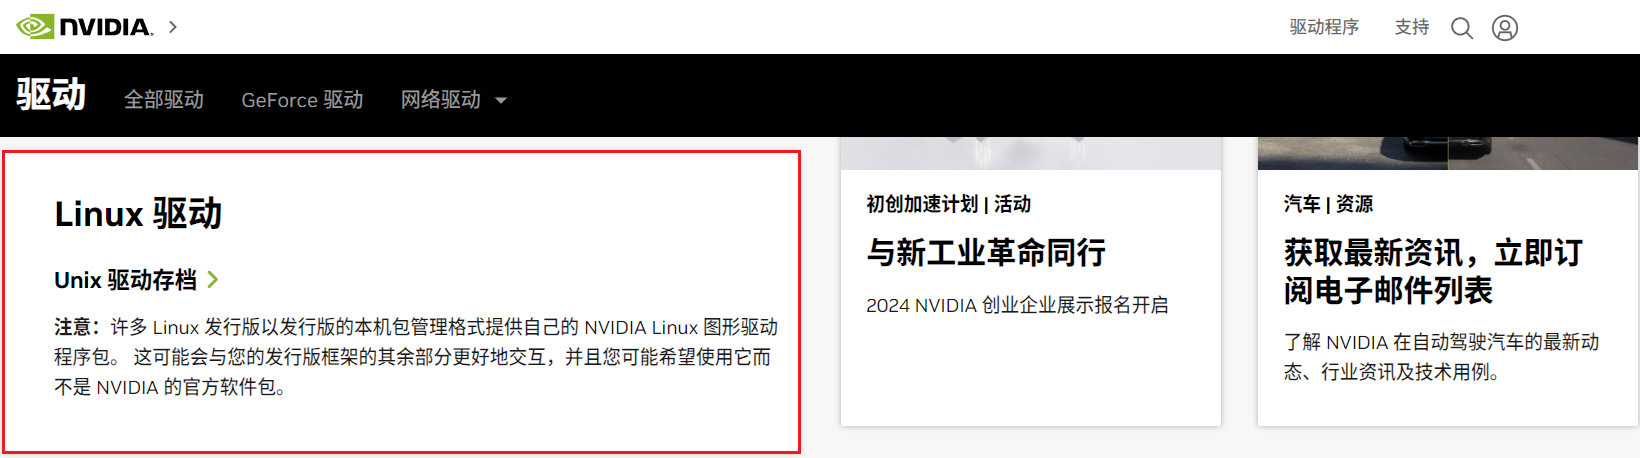 NVIDIA.
驱动程序
支持
驱动
全部驱动
GeForce 驱动
网络驱动
Linux 驱动
Unix 驱动存档
注意：许多 Linux 发行版以发行版的本机包管理格式提供自己的 NVIDIA Linux 图形驱动
程序包。 这可能会与您的发行版框架的其余部分更好地交互，并且您可能希望使用它而
不是 NVIDIA 的官方软件包。
初创加速计划 | 活动
与新工业革命同行
2024 NVIDIA 创业企业展示报名开启
汽车 | 资源
获取最新资讯，立即订
阅电子邮件列表
了解 NVIDIA 在自动驾驶汽车的最新动
态、行业资讯及技术用例。